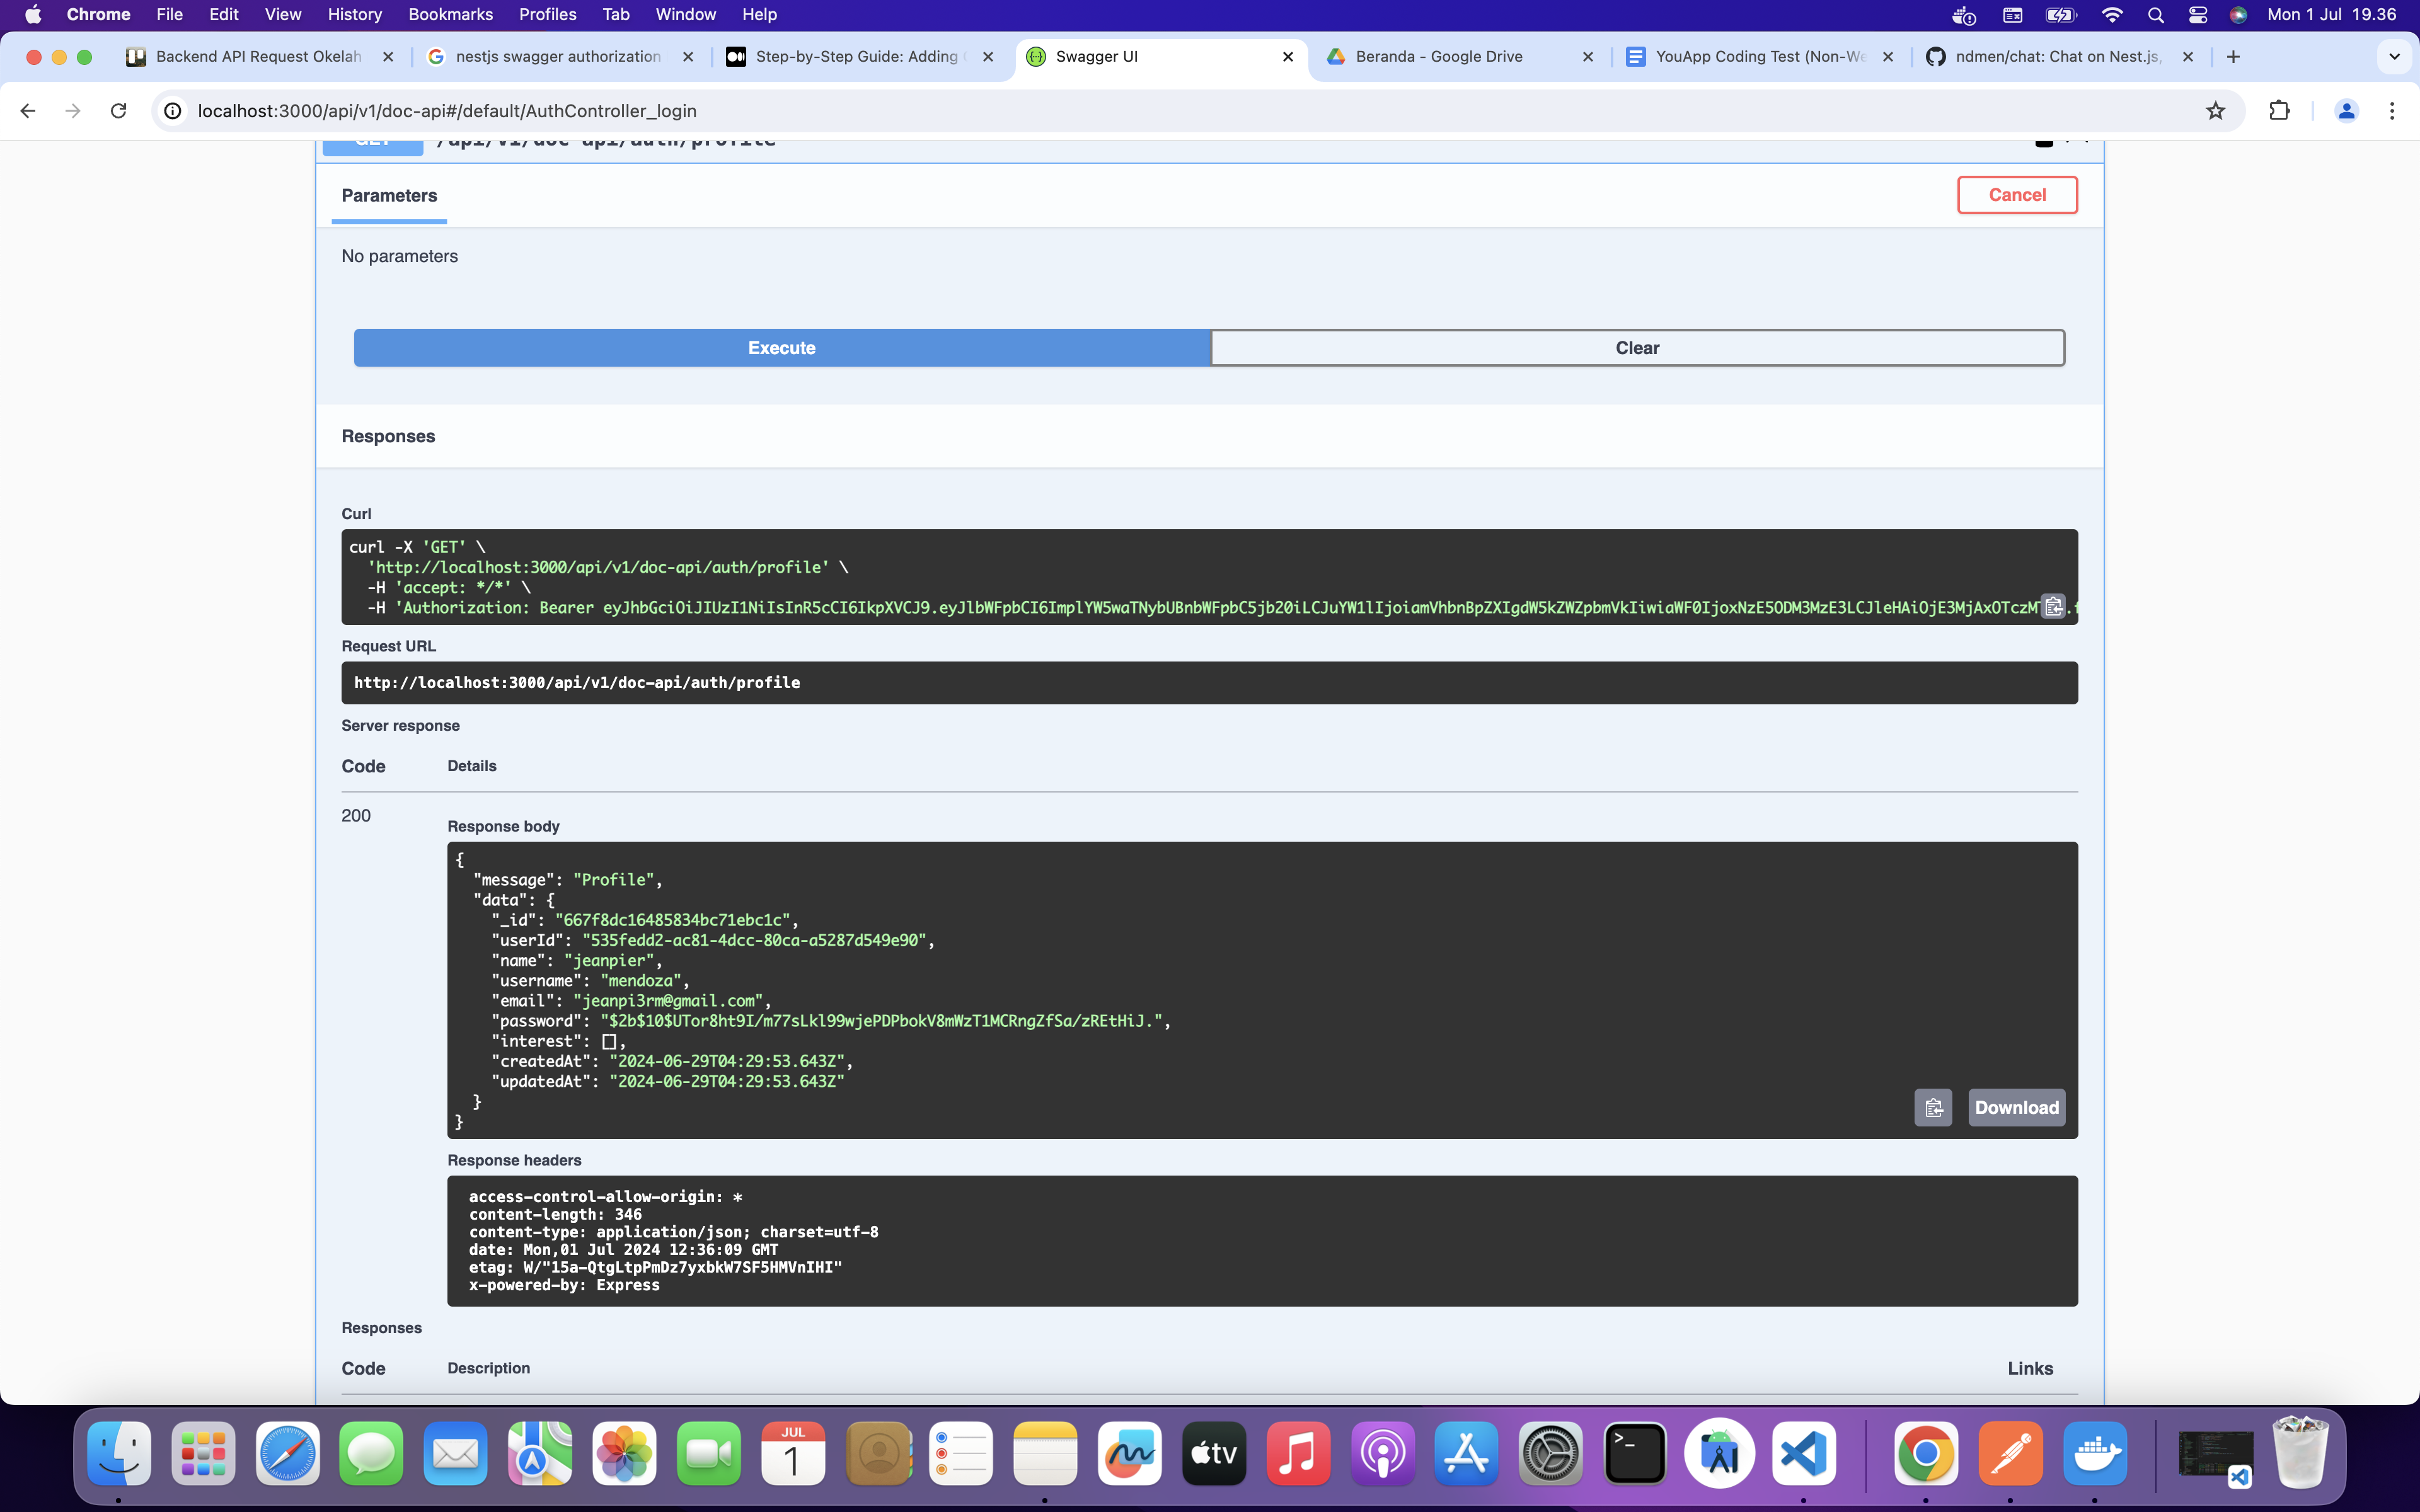 Chrome File Edit View History Bookmarks Profiles Tab Window Help Mon 1 Jul 19.36
Backend API Request Okelah
nestjs swagger authorization
Step-by-Step Guide: Adding
Swagger UI
Beranda - Google Drive
YouApp Coding Test (Non-We
ndmen/chat: Chat on Nest.js,
localhost:3000/api/v1/doc-api#/default/AuthController_login
GET /api/v1/doc-api/auth/profile
Parameters
Cancel
No parameters
Execute
Clear
Responses
Curl
curl -X 'GET' \
'http://localhost:3000/api/v1/doc-api/auth/profile' \
-H 'accept: */*' \
-H 'Authorization: Bearer
Request URL
http://localhost:3000/api/v1/doc-api/auth/profile
Server response
Code Details
200
Response body
{
"message": "Profile",
"data": {
"_id": "667f8dc16485834bc71ebc1c",
"userId": "535fedd2-ac81-4dcc-80ca-a5287d549e90",
"name": "jeanpier",
"username": "mendoza",
"email": "jeanpi3rm@gmail.com",
"password": "$2b$10$UTor8ht9I/m77sLkl99wjePDPbokV8mWzT1MCRngZfSa/zREtHiJ.",
"interest": [],
"createdAt": "2024-06-29T04:29:53.643Z",
"updatedAt": "2024-06-29T04:29:53.643Z"
}
}
Download
Response headers
access-control-allow-origin: *
content-length: 346
content-type: application/json; charset=utf-8
date: Mon,01 Jul 2024 12:36:09 GMT
etag: W/"15a-QtgLtpPmDz7yxbkW7SF5HMVnIHI"
x-powered-by: Express
Responses
Code Description Links
JUL
1
tv